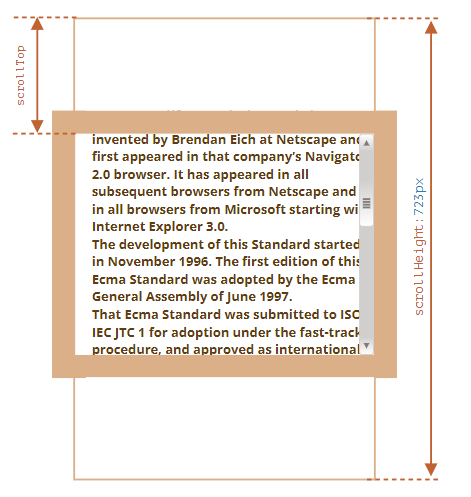 scrollTop
invented by Brendan Eich at Netscape and
first appeared in that company's Navigato
2.0 browser. It has appeared in all
subsequent browsers from Netscape and
in all browsers from Microsoft starting wi
Internet Explorer 3.0.
The development of this Standard started
in November 1996. The first edition of this
Ecma Standard was adopted by the Ecma
General Assembly of June 1997.
That Ecma Standard was submitted to ISO
IEC JTC 1 for adoption under the fast-track
procedure, and approved as international
scrollHeight: 723px